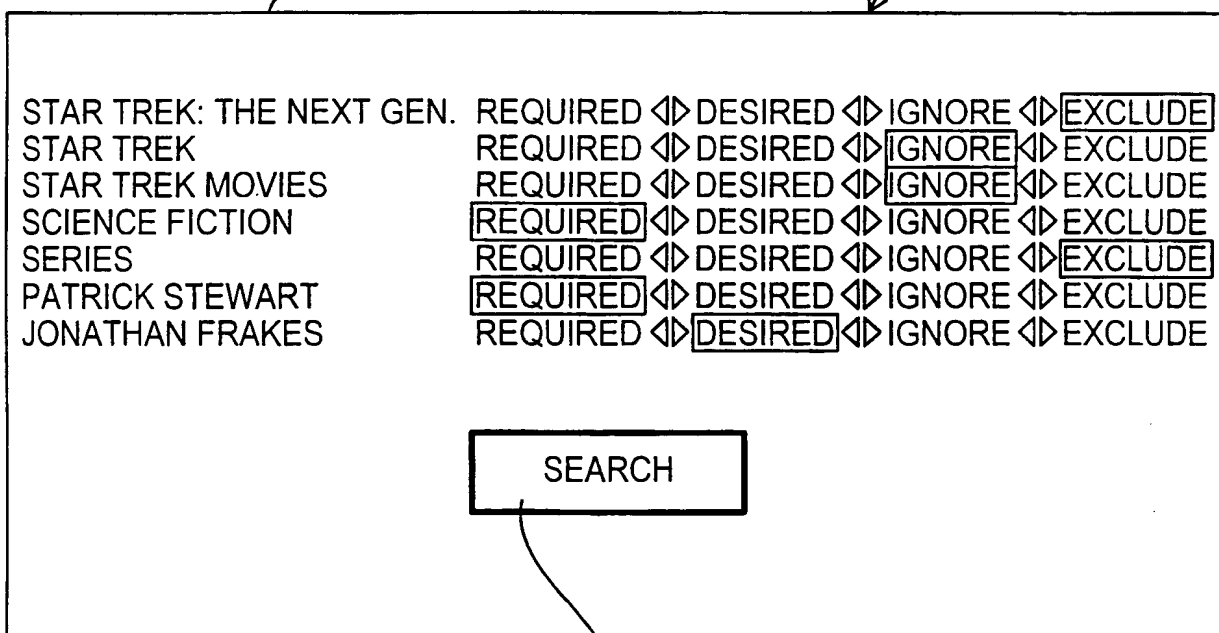 STAR TREK: THE NEXT GEN. REQUIRED ◁▷ DESIRED ◁▷ IGNORE ◁▷ EXCLUDE
STAR TREK REQUIRED ◁▷ DESIRED ◁▷ IGNORE ◁▷ EXCLUDE
STAR TREK MOVIES REQUIRED ◁▷ DESIRED ◁▷ IGNORE ◁▷ EXCLUDE
SCIENCE FICTION REQUIRED ◁▷ DESIRED ◁▷ IGNORE ◁▷ EXCLUDE
SERIES REQUIRED ◁▷ DESIRED ◁▷ IGNORE ◁▷ EXCLUDE
PATRICK STEWART REQUIRED ◁▷ DESIRED ◁▷ IGNORE ◁▷ EXCLUDE
JONATHAN FRAKES REQUIRED ◁▷ DESIRED ◁▷ IGNORE ◁▷ EXCLUDE
SEARCH